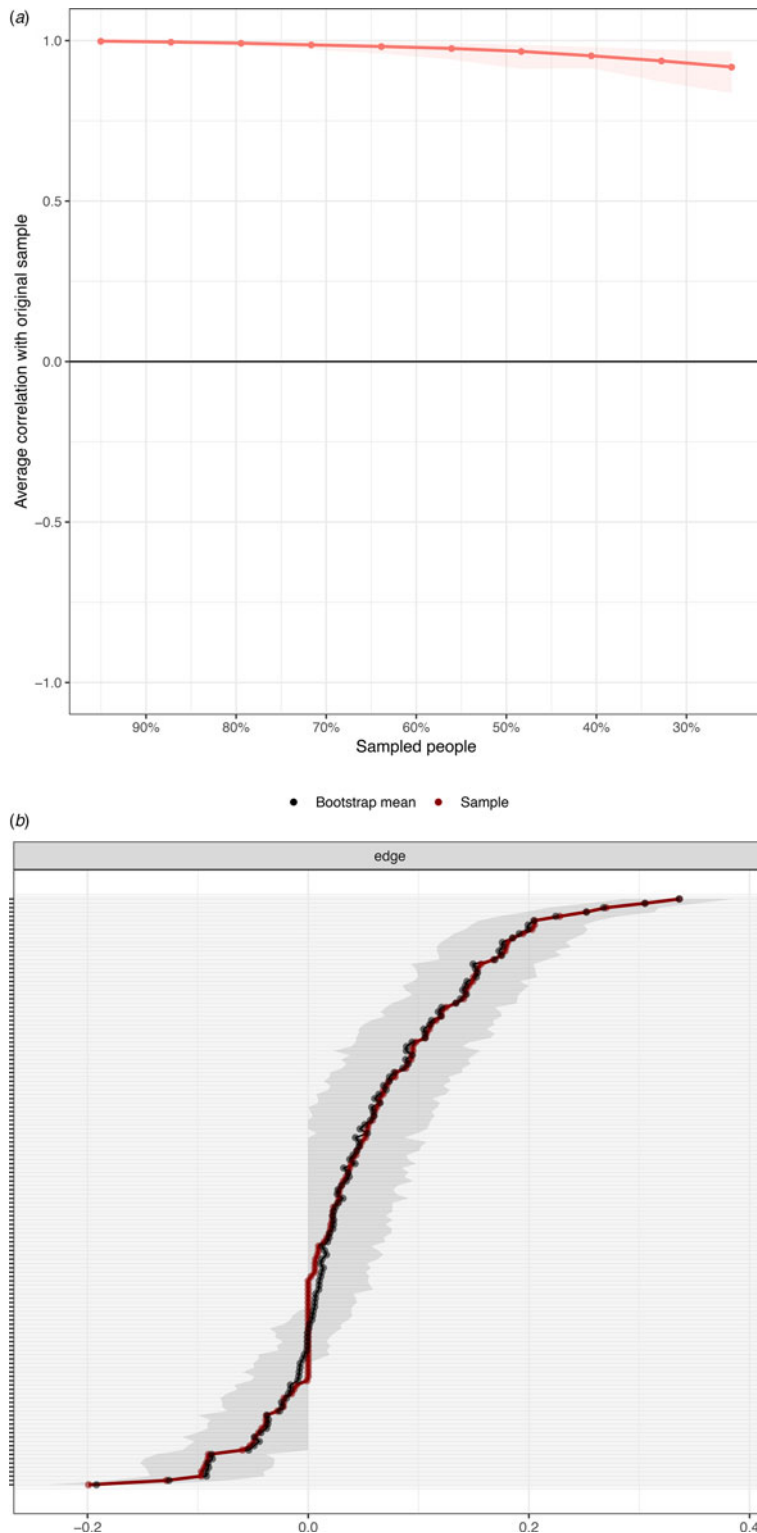 (a)
1.0
0.5
0.0
−0.5
−1.0
Average correlation with original sample
90%
80%
70%
60%
50%
40%
30%
Sampled people
Bootstrap mean
Sample
(b)
edge
−0.2
0.0
0.2
0.4